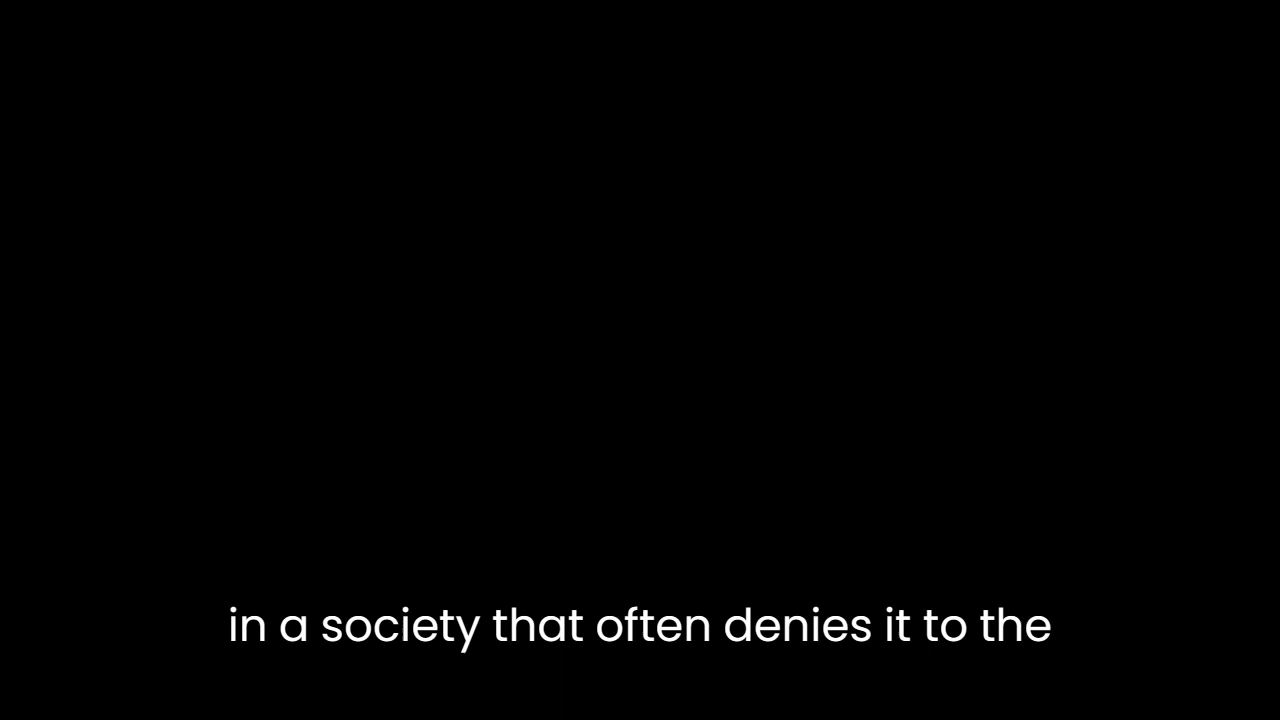 in a society that often denies it to the